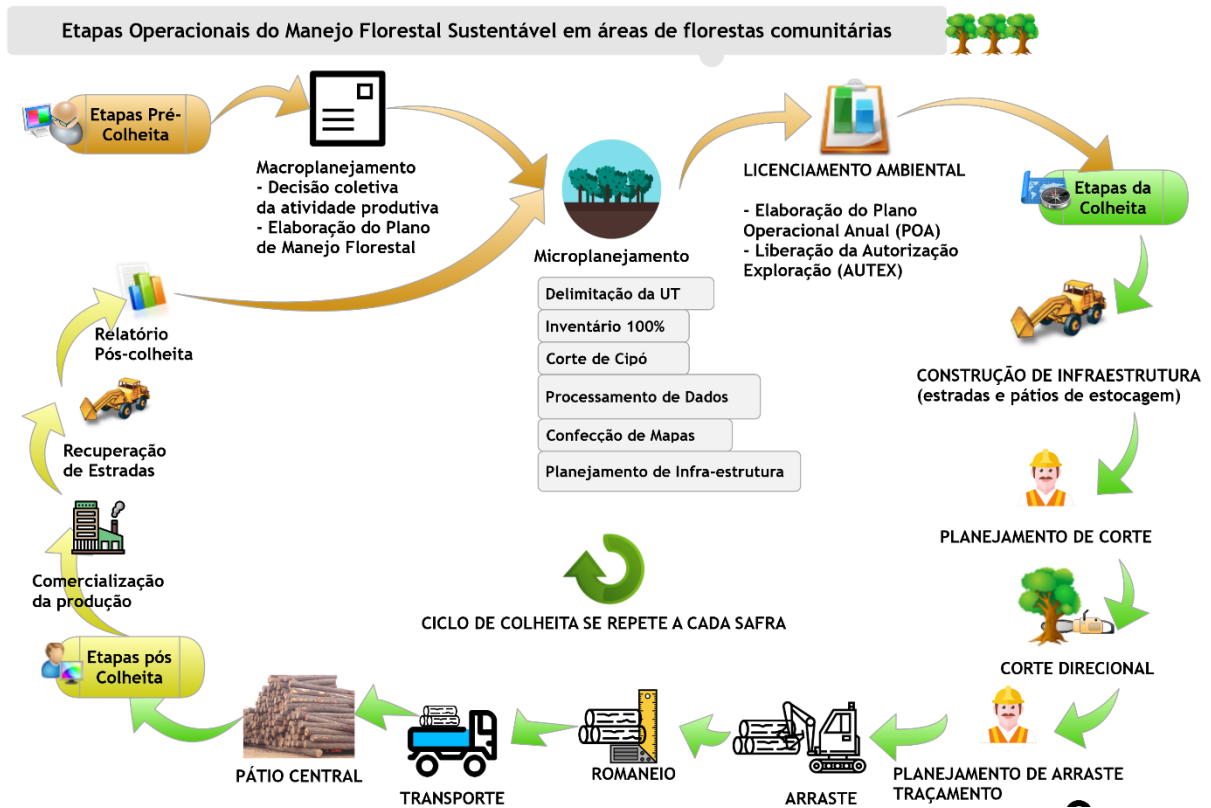 Etapas Operacionais do Manejo Florestal Sustentável em áreas de florestas comunitárias
Etapas Pré-
Colheita
Macroplanejamento
- Decisão coletiva
da atividade produtiva
- Elaboração do Plano
de Manejo Florestal
Microplanejamento
Delimitação da UT
Inventário 100%
Corte de Cipó
Processamento de Dados
Confecção de Mapas
Planejamento de Infra-estrutura
LICENCIAMENTO AMBIENTAL
- Elaboração do Plano
Operacional Anual (POA)
- Liberação da Autorização
Exploração (AUTEX)
Etapas da
Colheita
CONSTRUÇÃO DE INFRAESTRUTURA
(estradas e pátios de estocagem)
PLANEJAMENTO DE CORTE
CORTE DIRECIONAL
PLANEJAMENTO DE ARRASTE
TRAÇAMENTO
ARRASTE
ROMANEIO
TRANSPORTE
PÁTIO CENTRAL
Etapas pós
Colheita
Comercialização
da produção
Recuperação
de Estradas
Relatório
Pós-colheita
CICLO DE COLHEITA SE REPETE A CADA SAFRA